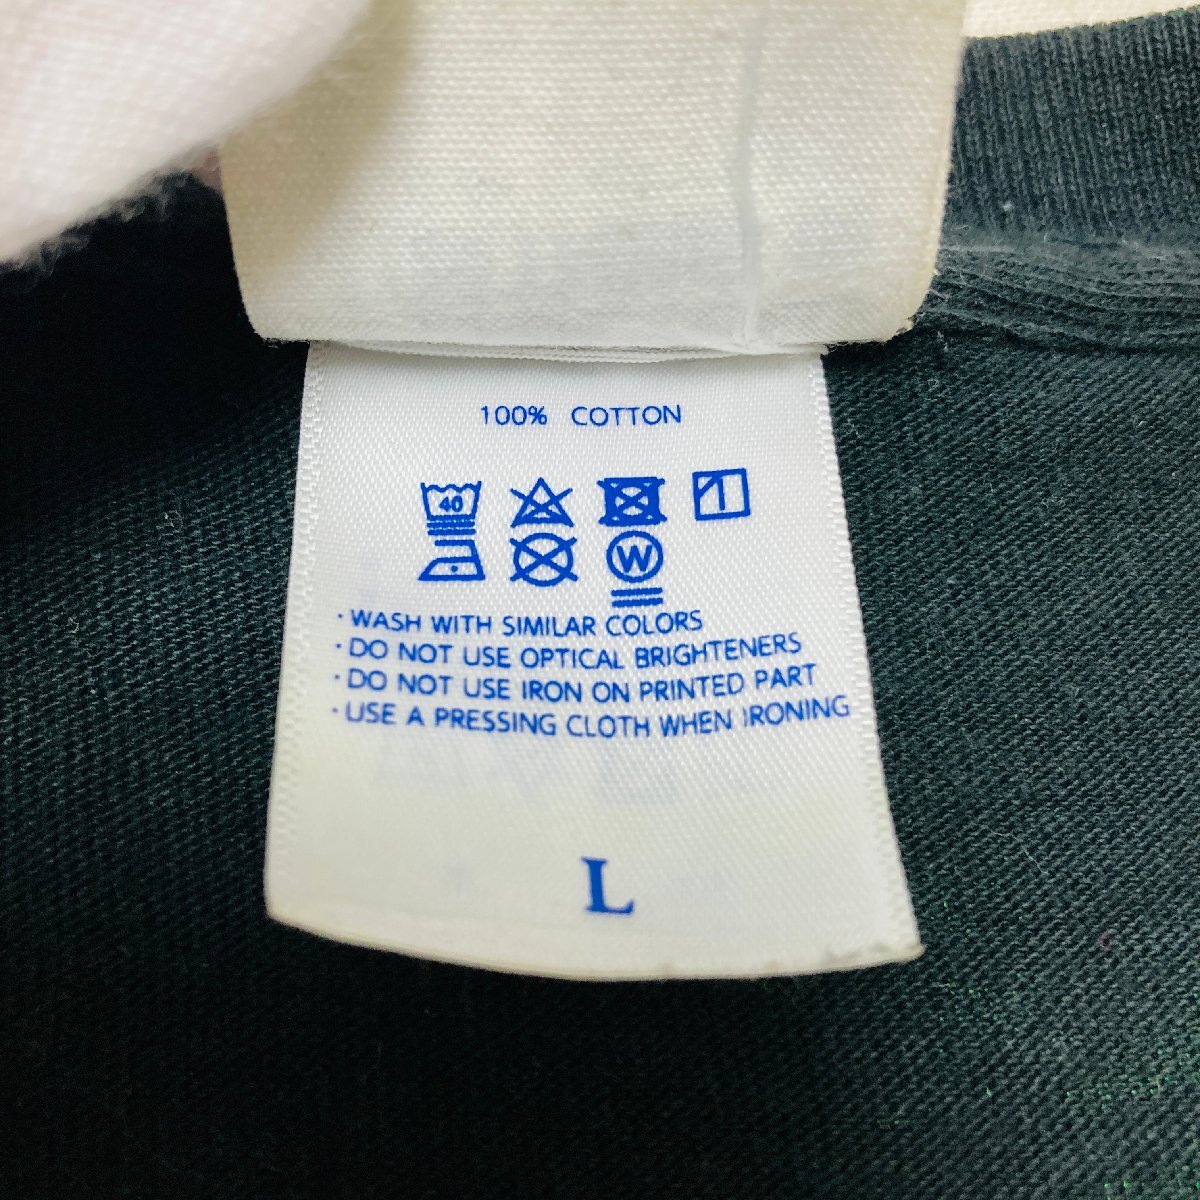 100% COTTON
40
W
· WASH WITH SIMILAR COLORS
· DO NOT USE OPTICAL BRIGHTENERS
· DO NOT USE IRON ON PRINTED PART
· USE A PRESSING CLOTH WHEN IRONING
L